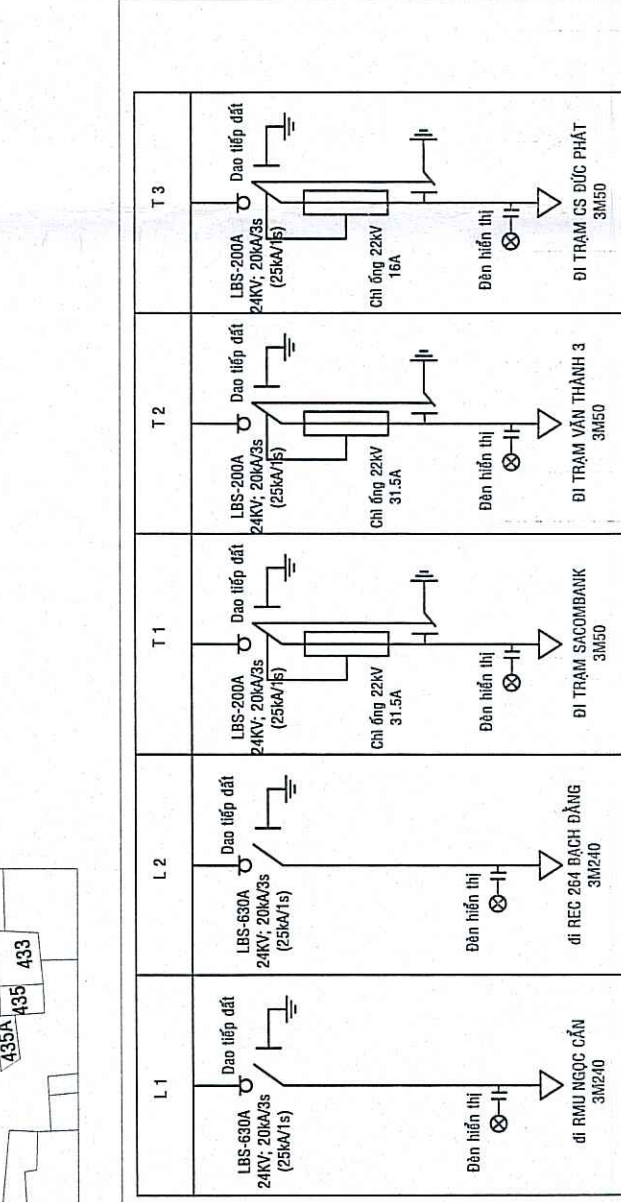 435A
435
433
L1
LBS-630A
24KV; 20kA/3s
(25kA/1s)
Dao tiếp đất
Đèn hiển thị
đi RMU NGỌC CẨN
3M240
L2
LBS-630A
24KV; 20kA/3s
(25kA/1s)
Dao tiếp đất
Đèn hiển thị
đi REC 264 BẠCH ĐẰNG
3M240
T1
LBS-200A
24KV; 20kA/3s
(25kA/1s)
Dao tiếp đất
Chì ống 22kV
31.5A
Đèn hiển thị
ĐI TRẠM SACOMBANK
3M50
T2
LBS-200A
24KV; 20kA/3s
(25kA/1s)
Dao tiếp đất
Chì ống 22kV
31.5A
Đèn hiển thị
ĐI TRẠM VĂN THÀNH 3
3M50
T3
LBS-200A
24KV; 20kA/3s
(25kA/1s)
Dao tiếp đất
Chì ống 22kV
16A
Đèn hiển thị
ĐI TRẠM CS ĐỨC PHÁT
3M50